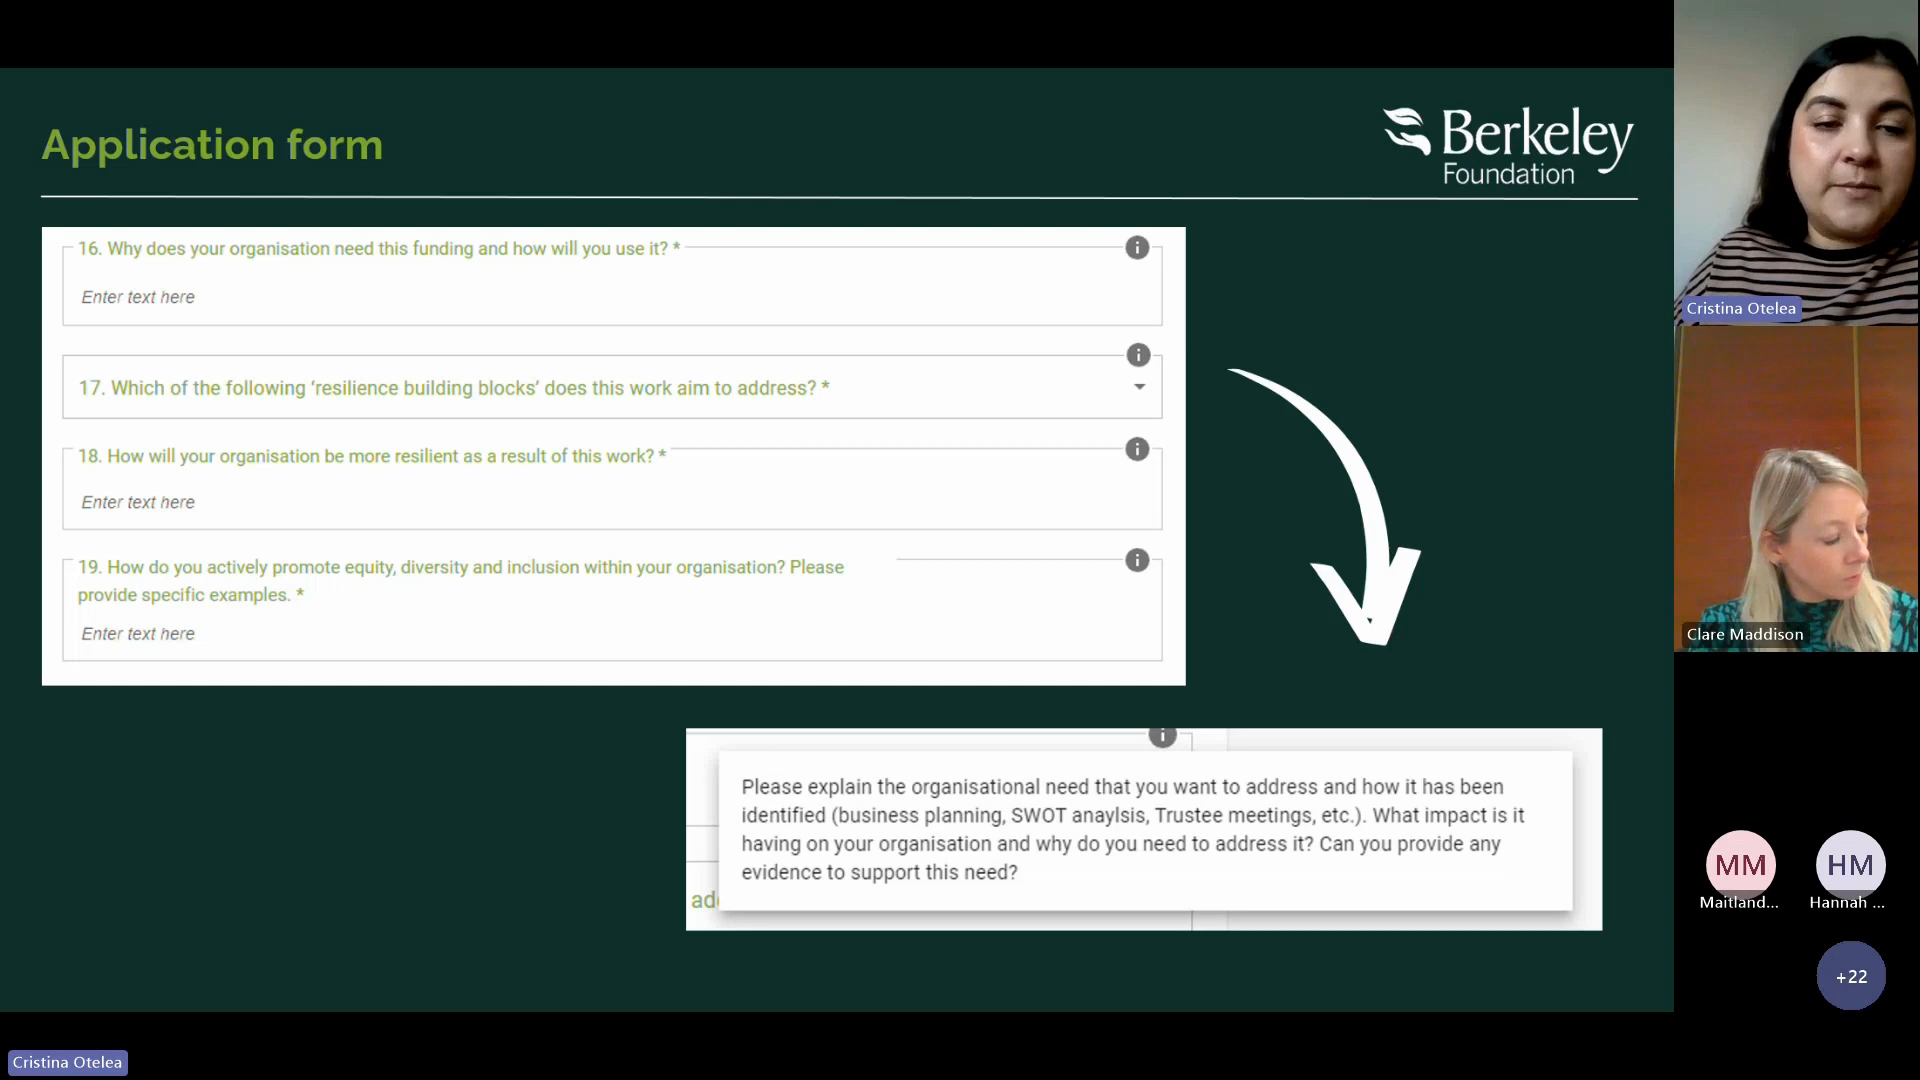 Application form
Berkeley
Foundation
16. Why does your organisation need this funding and how will you use it? *
Enter text here
17. Which of the following ‘resilience building blocks’ does this work aim to address? *
18. How will your organisation be more resilient as a result of this work? *
Enter text here
19. How do you actively promote equity, diversity and inclusion within your organisation? Please
provide specific examples. *
Enter text here
Please explain the organisational need that you want to address and how it has been
identified (business planning, SWOT anaylsis, Trustee meetings, etc.). What impact is it
having on your organisation and why do you need to address it? Can you provide any
evidence to support this need?
Cristina Otelea
Clare Maddison
MM
HM
Maitland...
Hannah ...
+22
Cristina Otelea